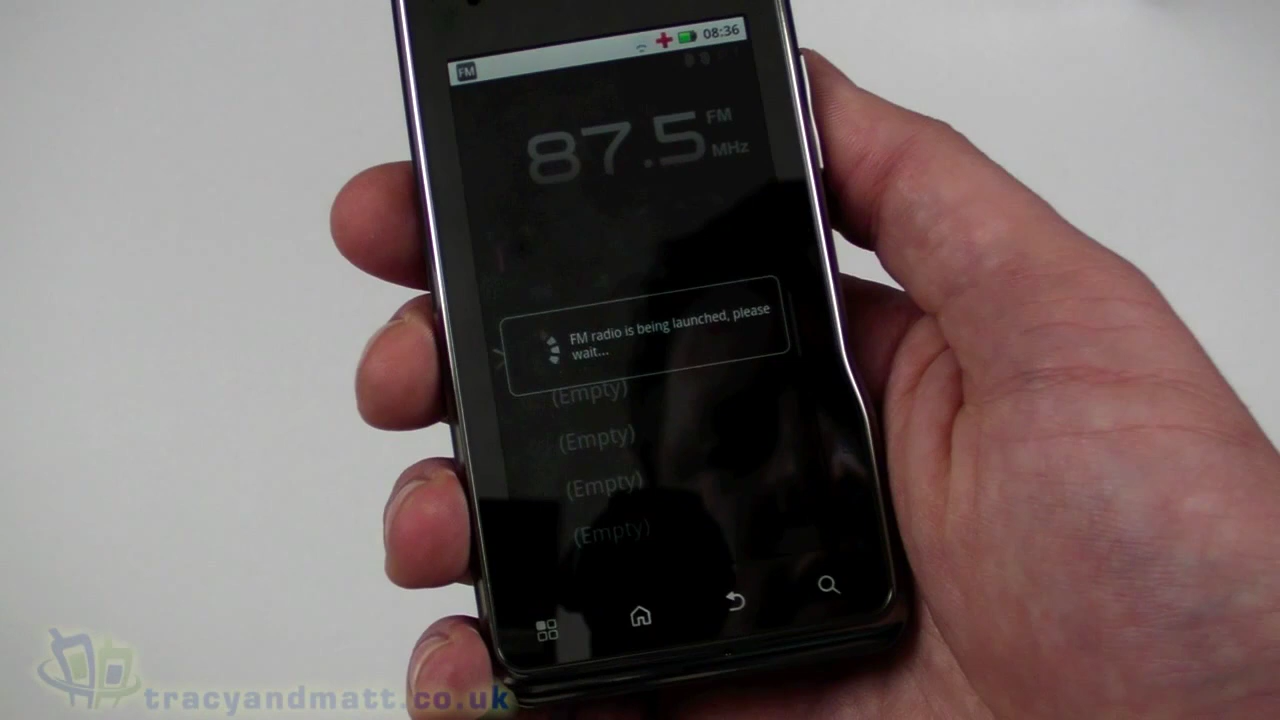 FM
08:36
87.5
FM
MHz
FM radio is being launched, please
wait...
(Empty)
(Empty)
(Empty)
(Empty)
tracyandmatt.co.uk